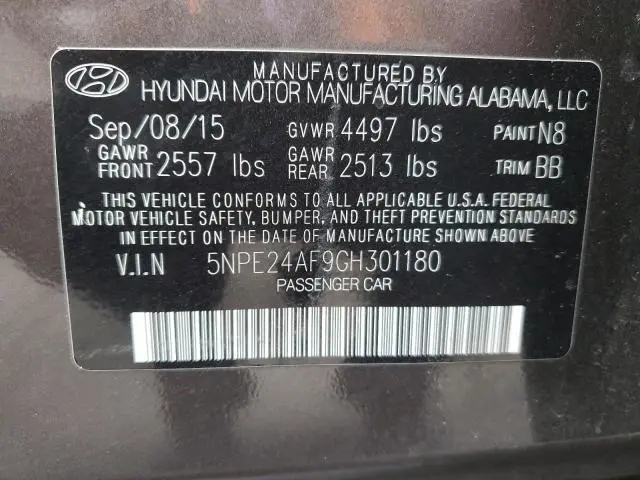 MANUFACTURED BY
HYUNDAI MOTOR MANUFACTURING ALABAMA, LLC
Sep/08/15 GVWR 4497 lbs PAINT N8
GAWR FRONT 2557 lbs GAWR REAR 2513 lbs TRIM BB
THIS VEHICLE CONFORMS TO ALL APPLICABLE U.S.A. FEDERAL
MOTOR VEHICLE SAFETY, BUMPER, AND THEFT PREVENTION STANDARDS
IN EFFECT ON THE DATE OF MANUFACTURE SHOWN ABOVE
V.I.N 5NPE24AF9GH301180
PASSENGER CAR